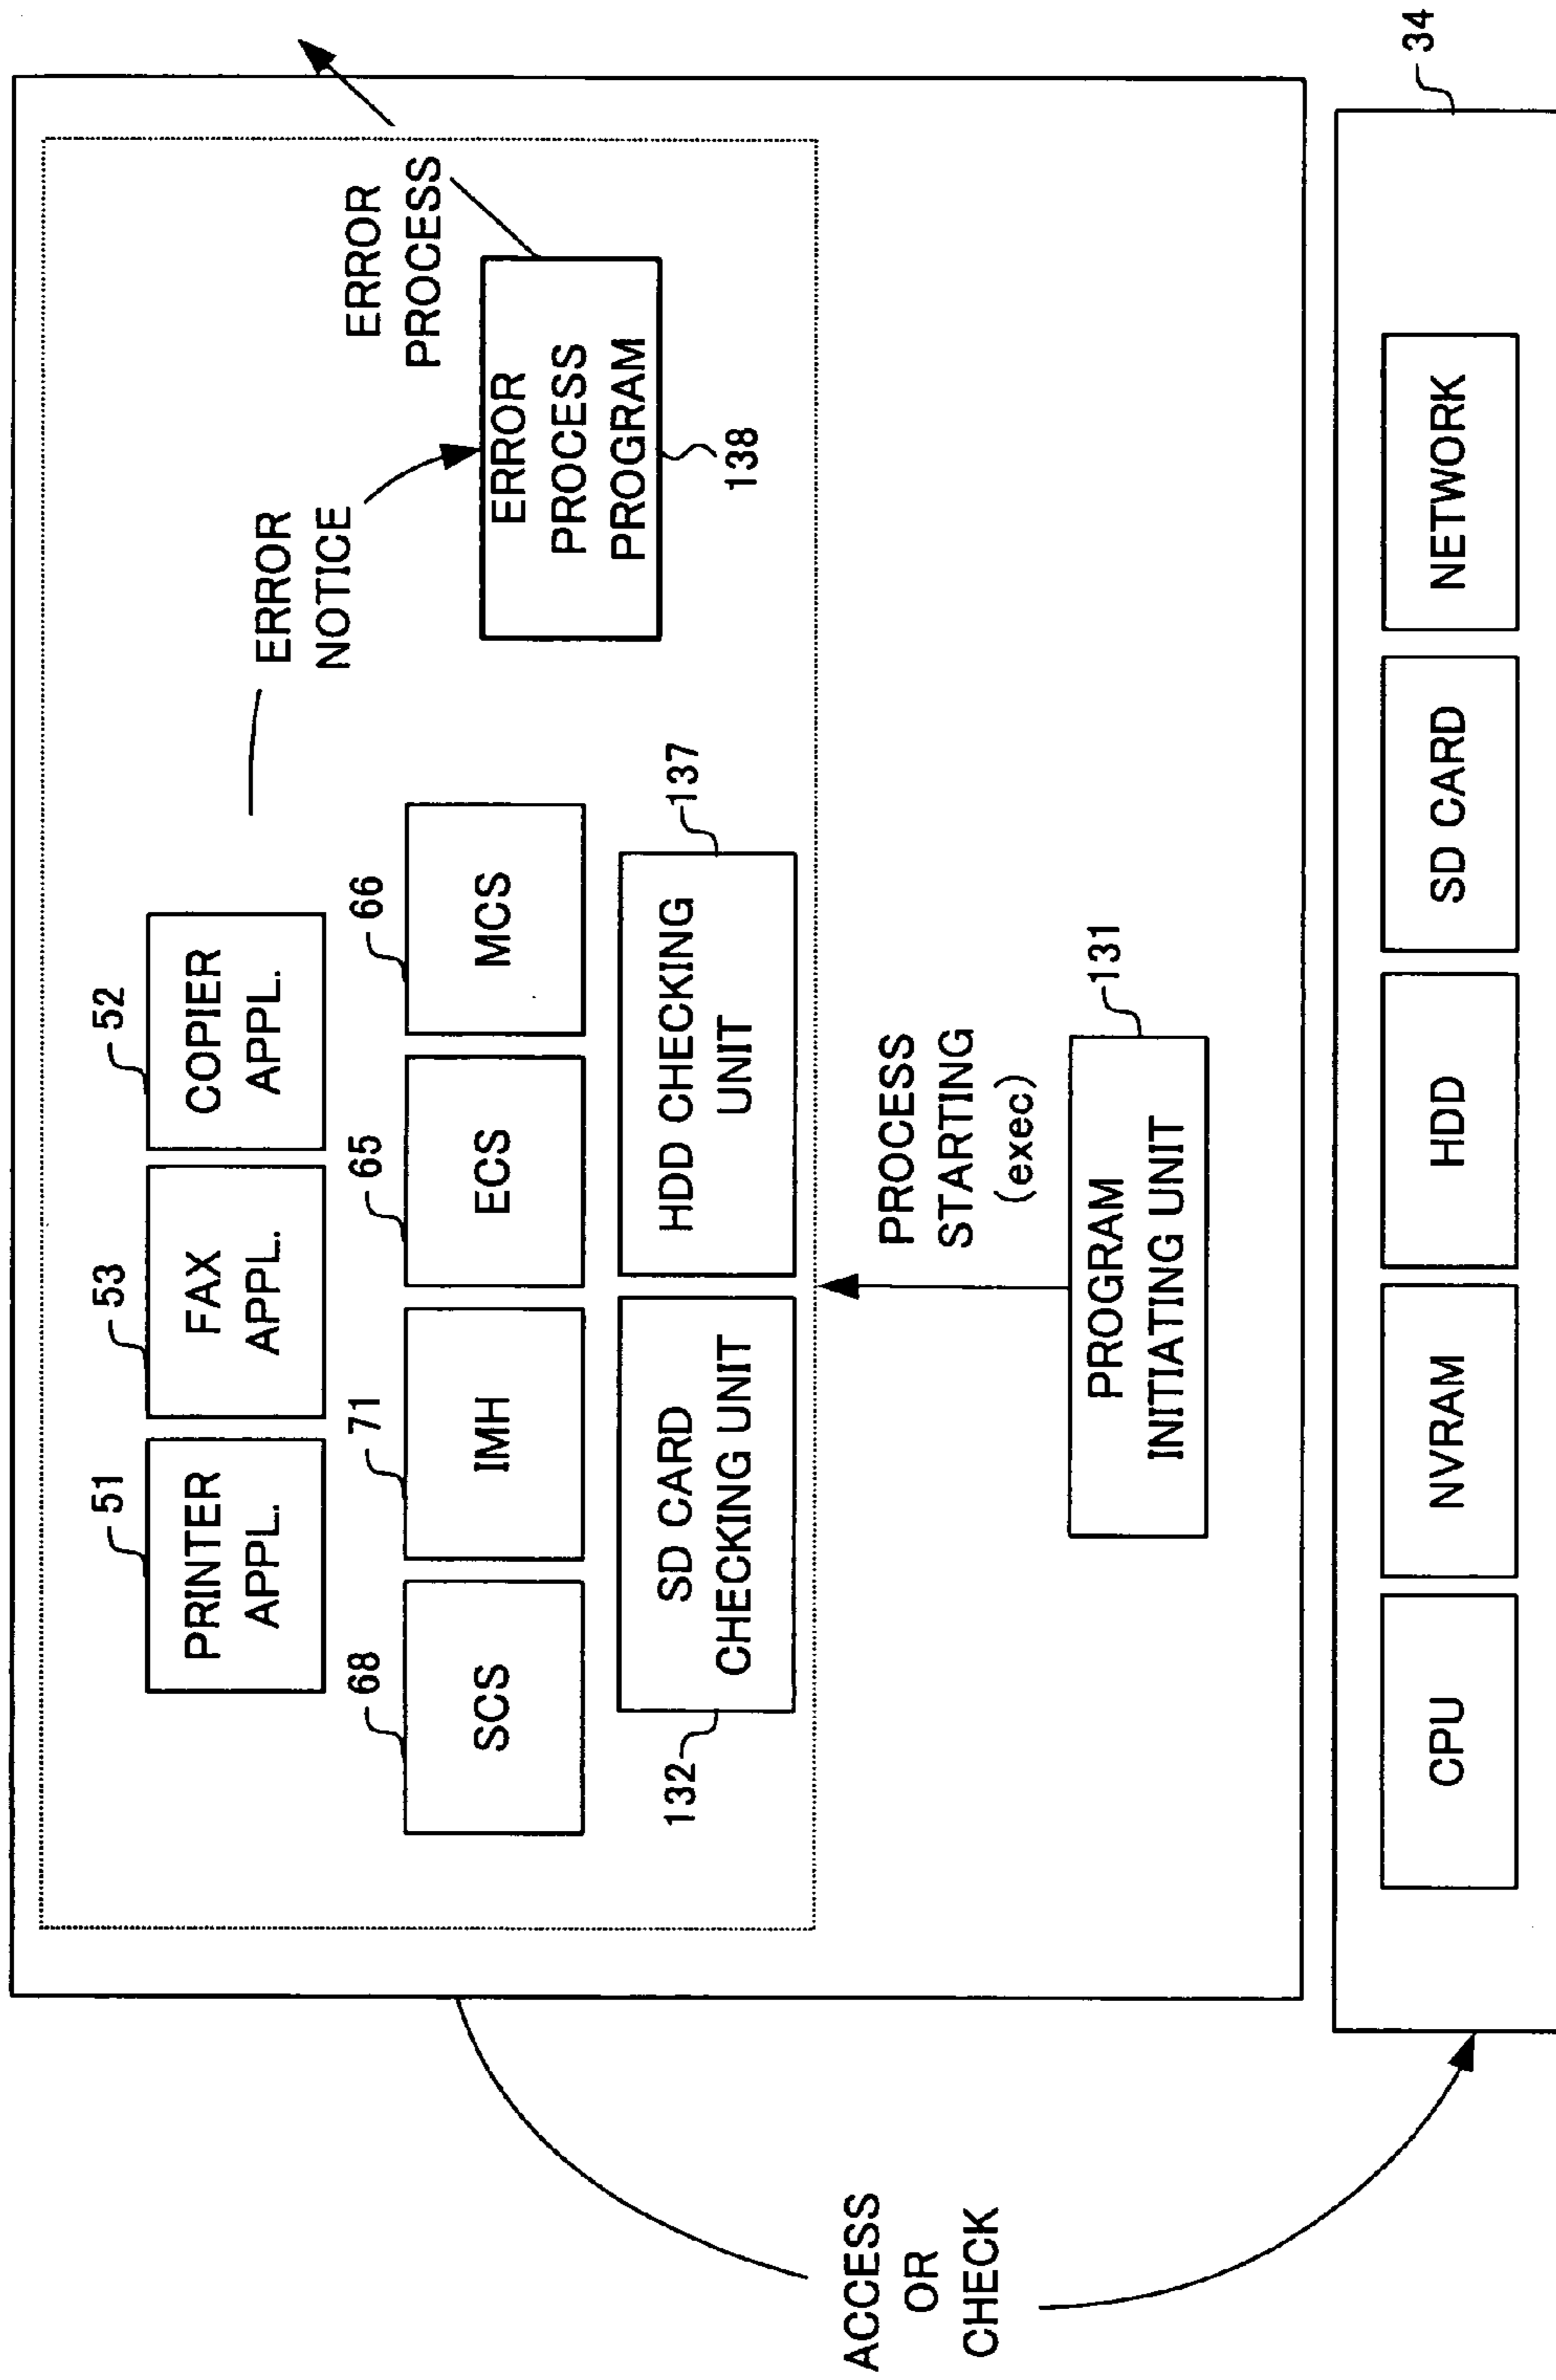 51
53
52
PRINTER
APPL.
FAX
APPL.
COPIER
APPL.
ERROR
NOTICE
ERROR
PROCESS
68
71
65
66
SCS
IMH
ECS
MCS
ERROR
PROCESS
PROGRAM
138
132
SD CARD
CHECKING UNIT
HDD CHECKING
UNIT
137
ACCESS
OR
CHECK
PROCESS
STARTING
(exec)
PROGRAM
INITIATING UNIT
131
34
CPU
NVRAM
HDD
SD CARD
NETWORK